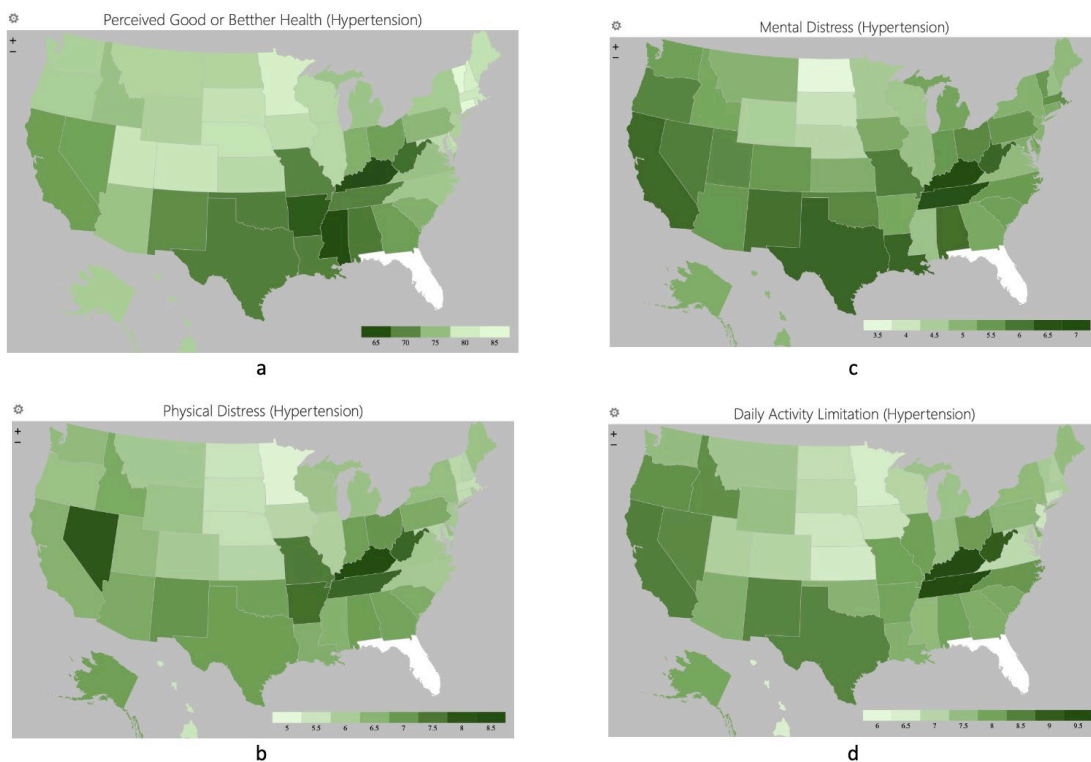 Perceived Good or Betther Health (Hypertension)
+
−
65 70 75 80 85
a
Mental Distress (Hypertension)
+
−
3.5 4 4.5 5 5.5 6 6.5 7
c
Physical Distress (Hypertension)
+
−
5 5.5 6 6.5 7 7.5 8 8.5
b
Daily Activity Limitation (Hypertension)
+
−
6 6.5 7 7.5 8 8.5 9 9.5
d